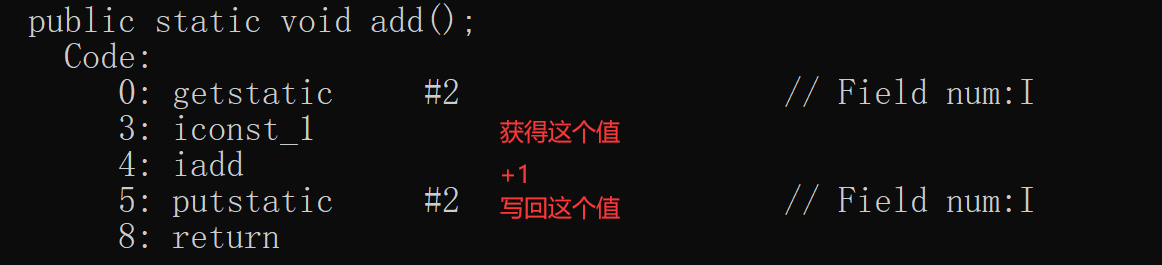 public static void add();
Code:
0: getstatic #2 // Field num:I
3: iconst_1 获得这个值
4: iadd +1
5: putstatic #2 写回这个值 // Field num:I
8: return